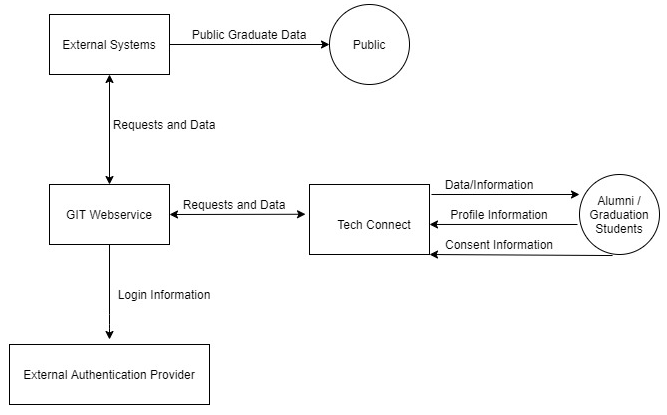 External Systems
Public Graduate Data
Public
Requests and Data
GIT Webservice
Requests and Data
Tech Connect
Data/Information
Profile Information
Consent Information
Alumni /
Graduation
Students
Login Information
External Authentication Provider